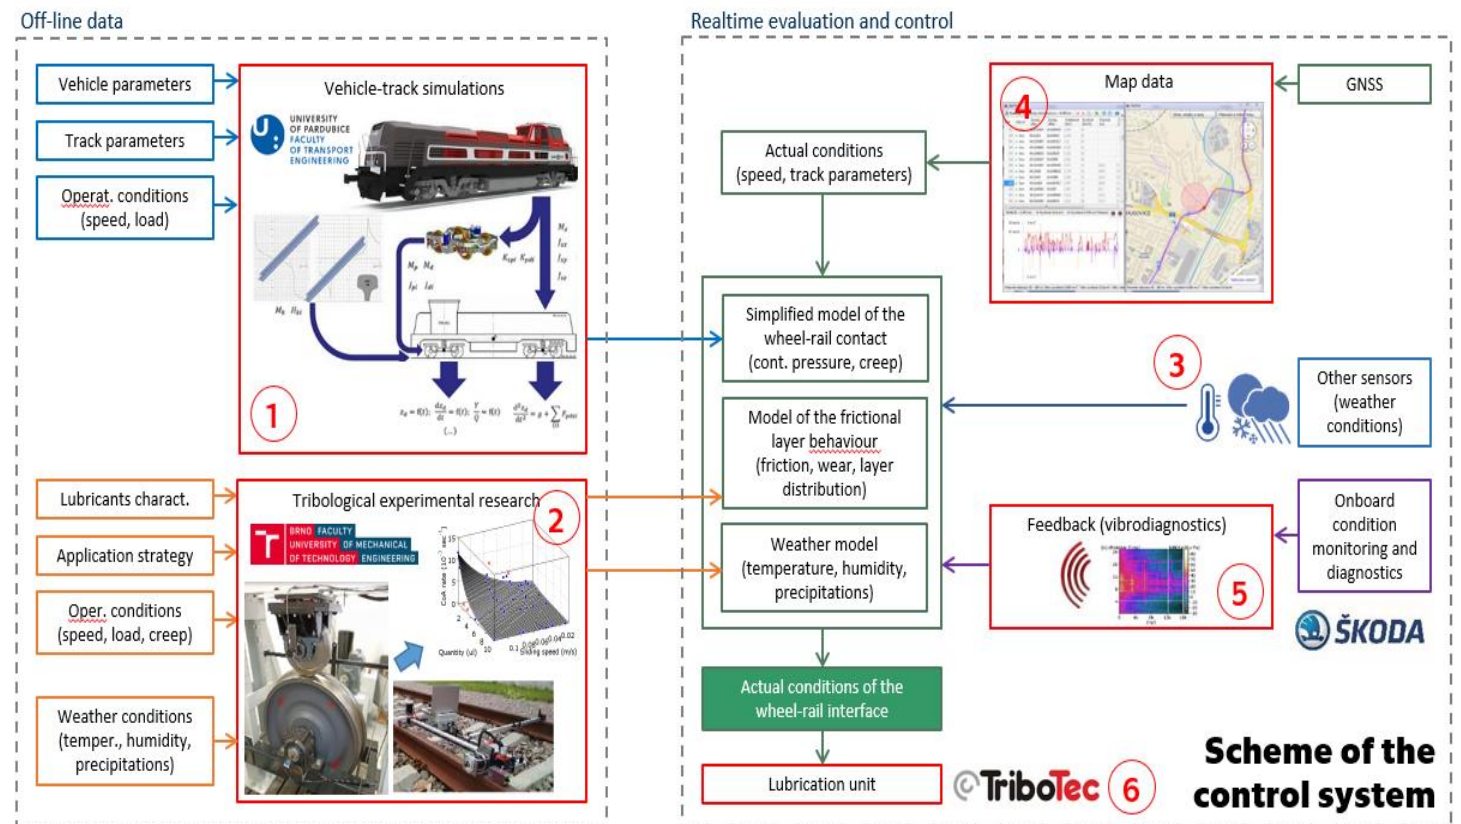 Off-line data
Realtime evaluation and control
Vehicle parameters
Track parameters
Operat. conditions
(speed, load)
Vehicle-track simulations
UNIVERSITY
OF PARDUBICE
FACULTY
OF TRANSPORT
ENGINEERING
1
Lubricants charact.
Application strategy
Oper. conditions
(speed, load, creep)
Weather conditions
(temper., humidity,
precipitations)
Tribological experimental research
2
BRNO FACULTY
UNIVERSITY OF MECHANICAL
OF TECHNOLOGY ENGINEERING
Quantity (ul)
Sliding speed (m/s)
Actual conditions
(speed, track parameters)
Simplified model of the
wheel-rail contact
(cont. pressure, creep)
Model of the frictional
layer behaviour
(friction, wear, layer
distribution)
Weather model
(temperature, humidity,
precipitations)
Actual conditions of the
wheel-rail interface
Lubrication unit
TriboTec
6
Map data
4
GNSS
3
Other sensors
(weather
conditions)
Feedback (vibrodiagnostics)
5
Onboard
condition
monitoring and
diagnostics
ŠKODA
Scheme of the
control system